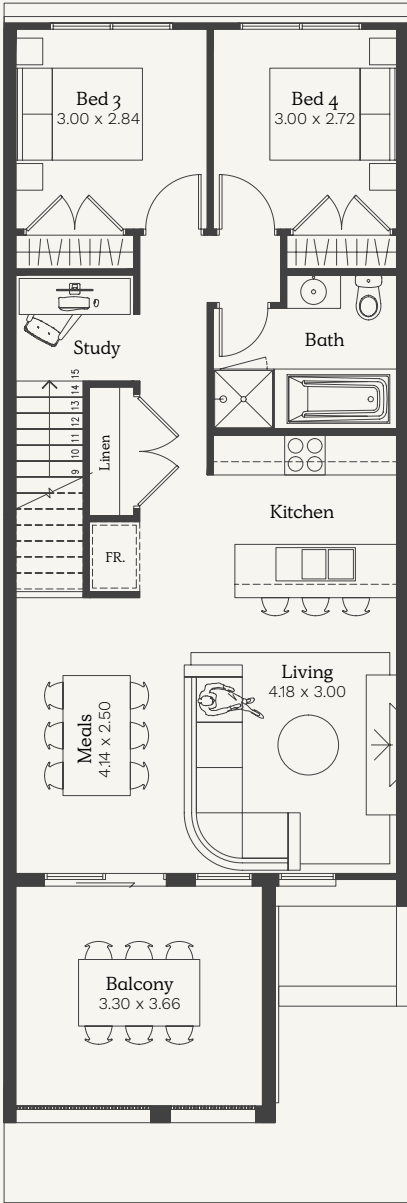 Bed 3
3.00 x 2.84
Bed 4
3.00 x 2.72
Bath
Study
15
14
13
12
11
10
9
Linen
Kitchen
FR.
Living
4.18 x 3.00
Meals
4.14 x 2.50
Balcony
3.30 x 3.66